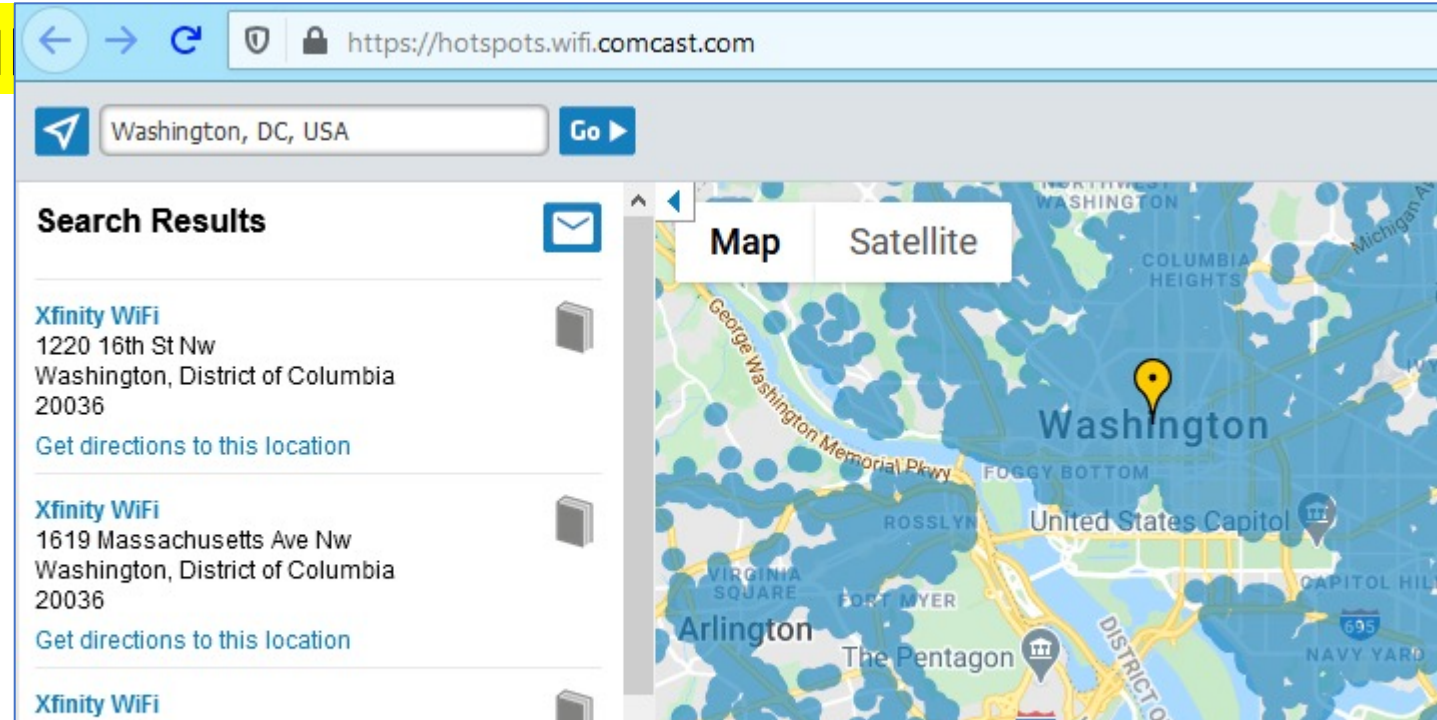 https://hotspots.wifi.comcast.com
Washington, DC, USA
Go
Search Results
Xfinity WiFi
1220 16th St Nw
Washington, District of Columbia
20036
Get directions to this location
Xfinity WiFi
1619 Massachusetts Ave Nw
Washington, District of Columbia
20036
Get directions to this location
Xfinity WiFi
Map
Satellite
WASHINGTON
Michigan
COLUMBIA
HEIGHTS
George Washington Memorial Pkwy
Washington
FOGGY BOTTOM
ROSSLYN
United States Capitol
VIRGINIA
SQUARE
FORT MYER
CAPITOL HILL
695
Arlington
The Pentagon
NAVY YARD
DISTRICT